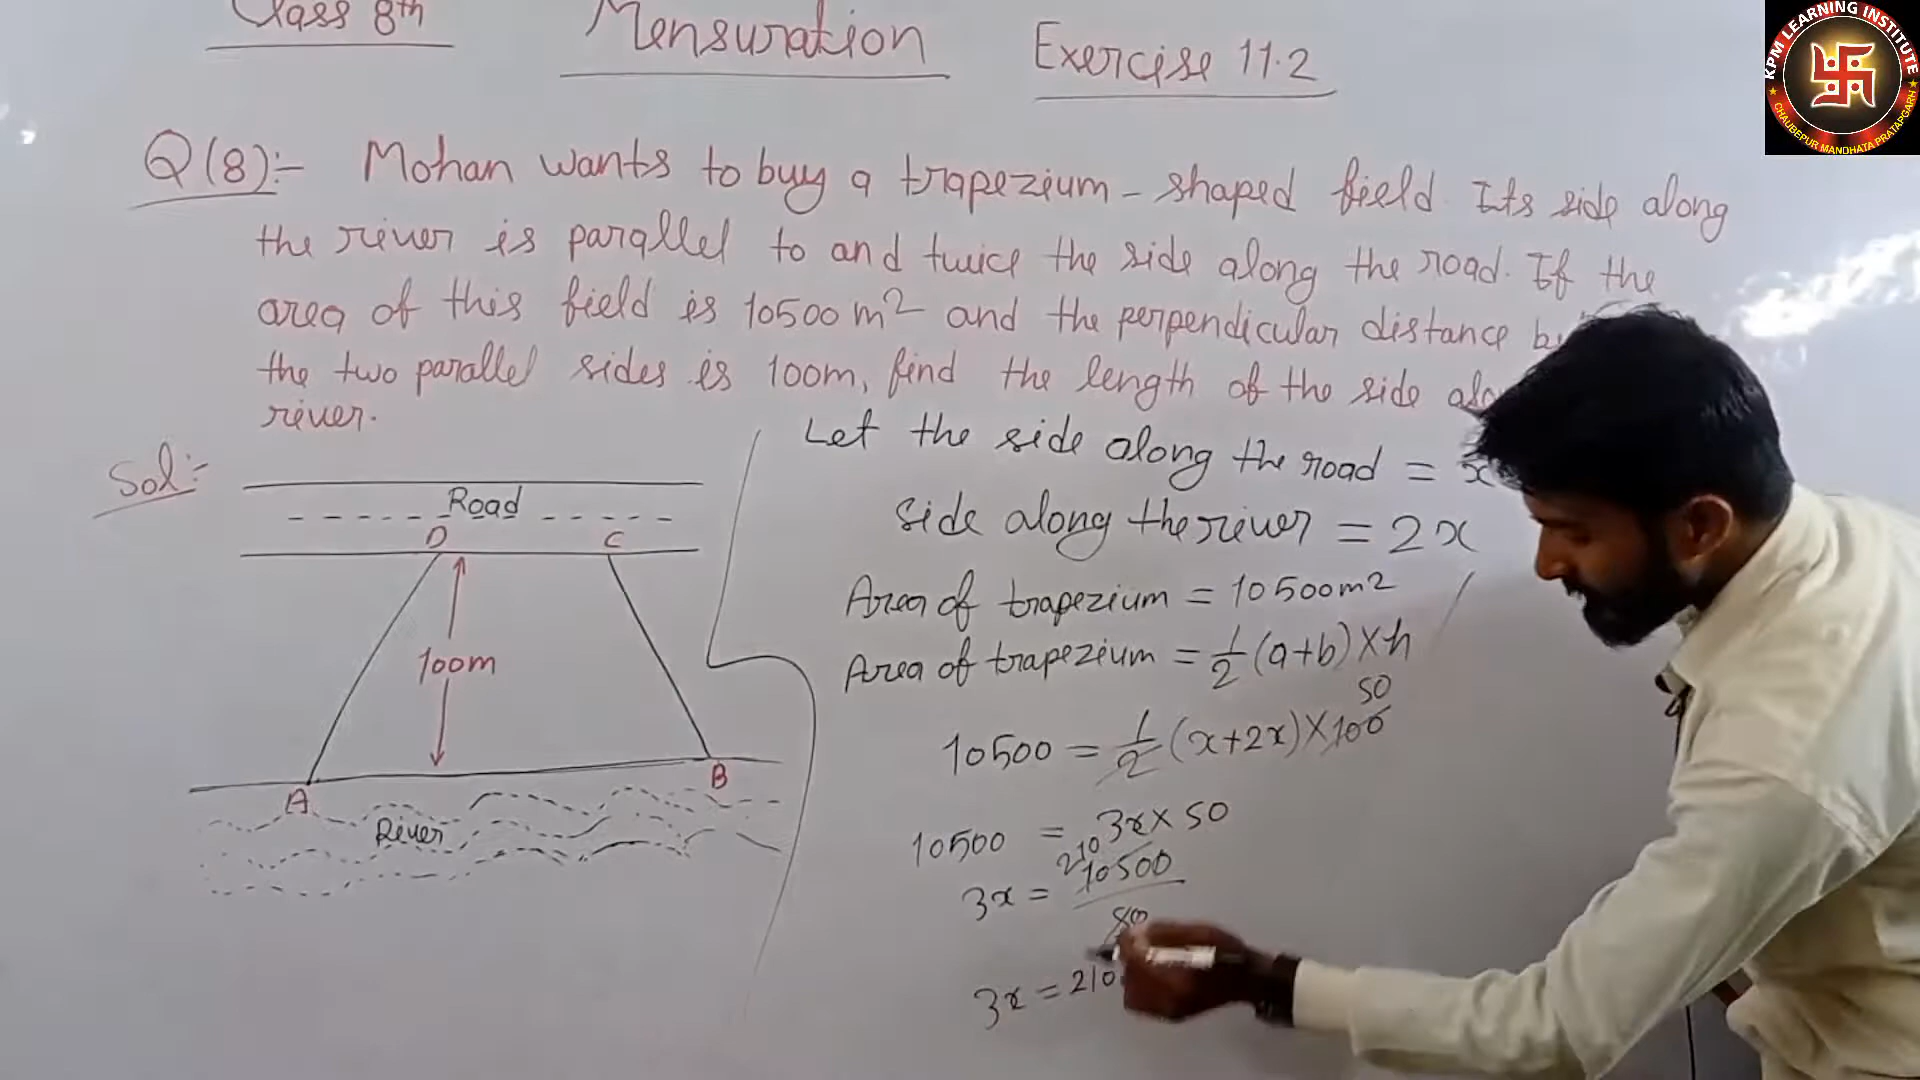 Class 8th
Mensuration
Exercise 11.2
KPM LEARNING INSTITUTE
CHAUBEPUR MANDHATA PRATAPGARH
Q(8):- Mohan wants to buy a trapezium-shaped field. Its side along
the river is parallel to and twice the side along the road. If the
area of this field is 10500m2 and the perpendicular distance
the two parallel sides is 100m, find the length of the side
river.
Sol:-
Road
D C
100m
A B
River
Let the side along the road = x
side along the river = 2x
Area of trapezium = 10500m2
Area of trapezium = 1/2 (a+b)×h
50
10500 = 1/2 (x+2x)×100
10500 = 3x×50
210
3x = 10500/50
3x = 210